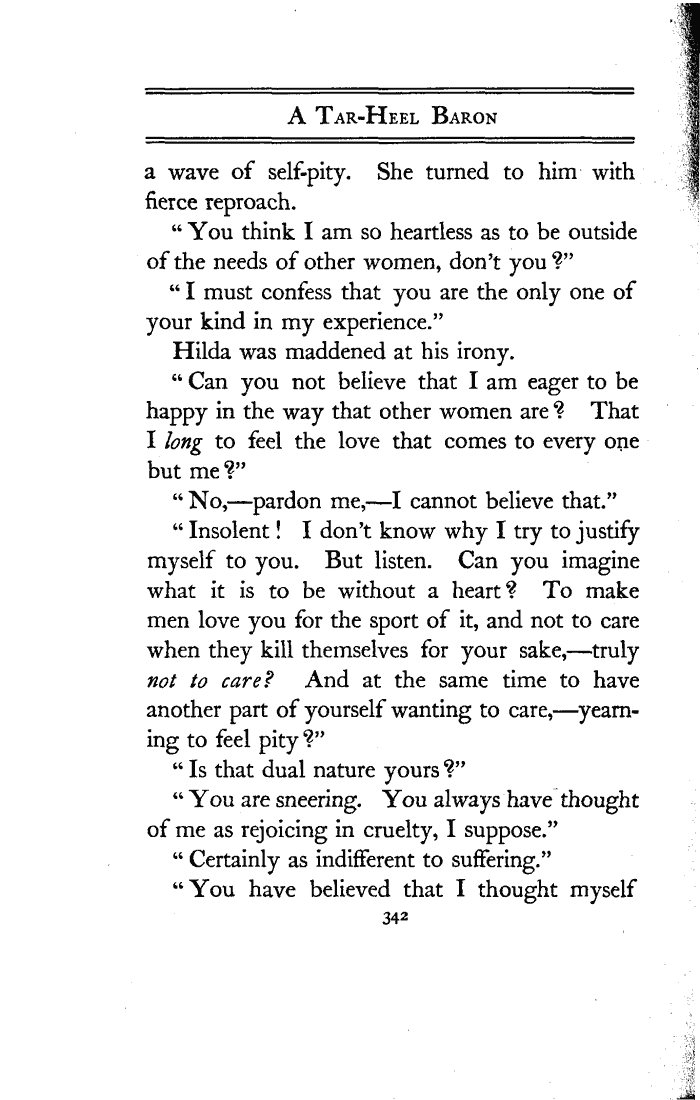 A Tar-Heel Baron
a wave of self-pity. She turned to him with
fierce reproach.
“You think I am so heartless as to be outside
of the needs of other women, don’t you?”
“I must confess that you are the only one of
your kind in my experience.”
Hilda was maddened at his irony.
“Can you not believe that I am eager to be
happy in the way that other women are? That
I long to feel the love that comes to every one
but me?”
“No,—pardon me,—I cannot believe that.”
“Insolent! I don’t know why I try to justify
myself to you. But listen. Can you imagine
what it is to be without a heart? To make
men love you for the sport of it, and not to care
when they kill themselves for your sake,—truly
not to care? And at the same time to have
another part of yourself wanting to care,—yearn-
ing to feel pity?”
“Is that dual nature yours?”
“You are sneering. You always have thought
of me as rejoicing in cruelty, I suppose.”
“Certainly as indifferent to suffering.”
“You have believed that I thought myself
342